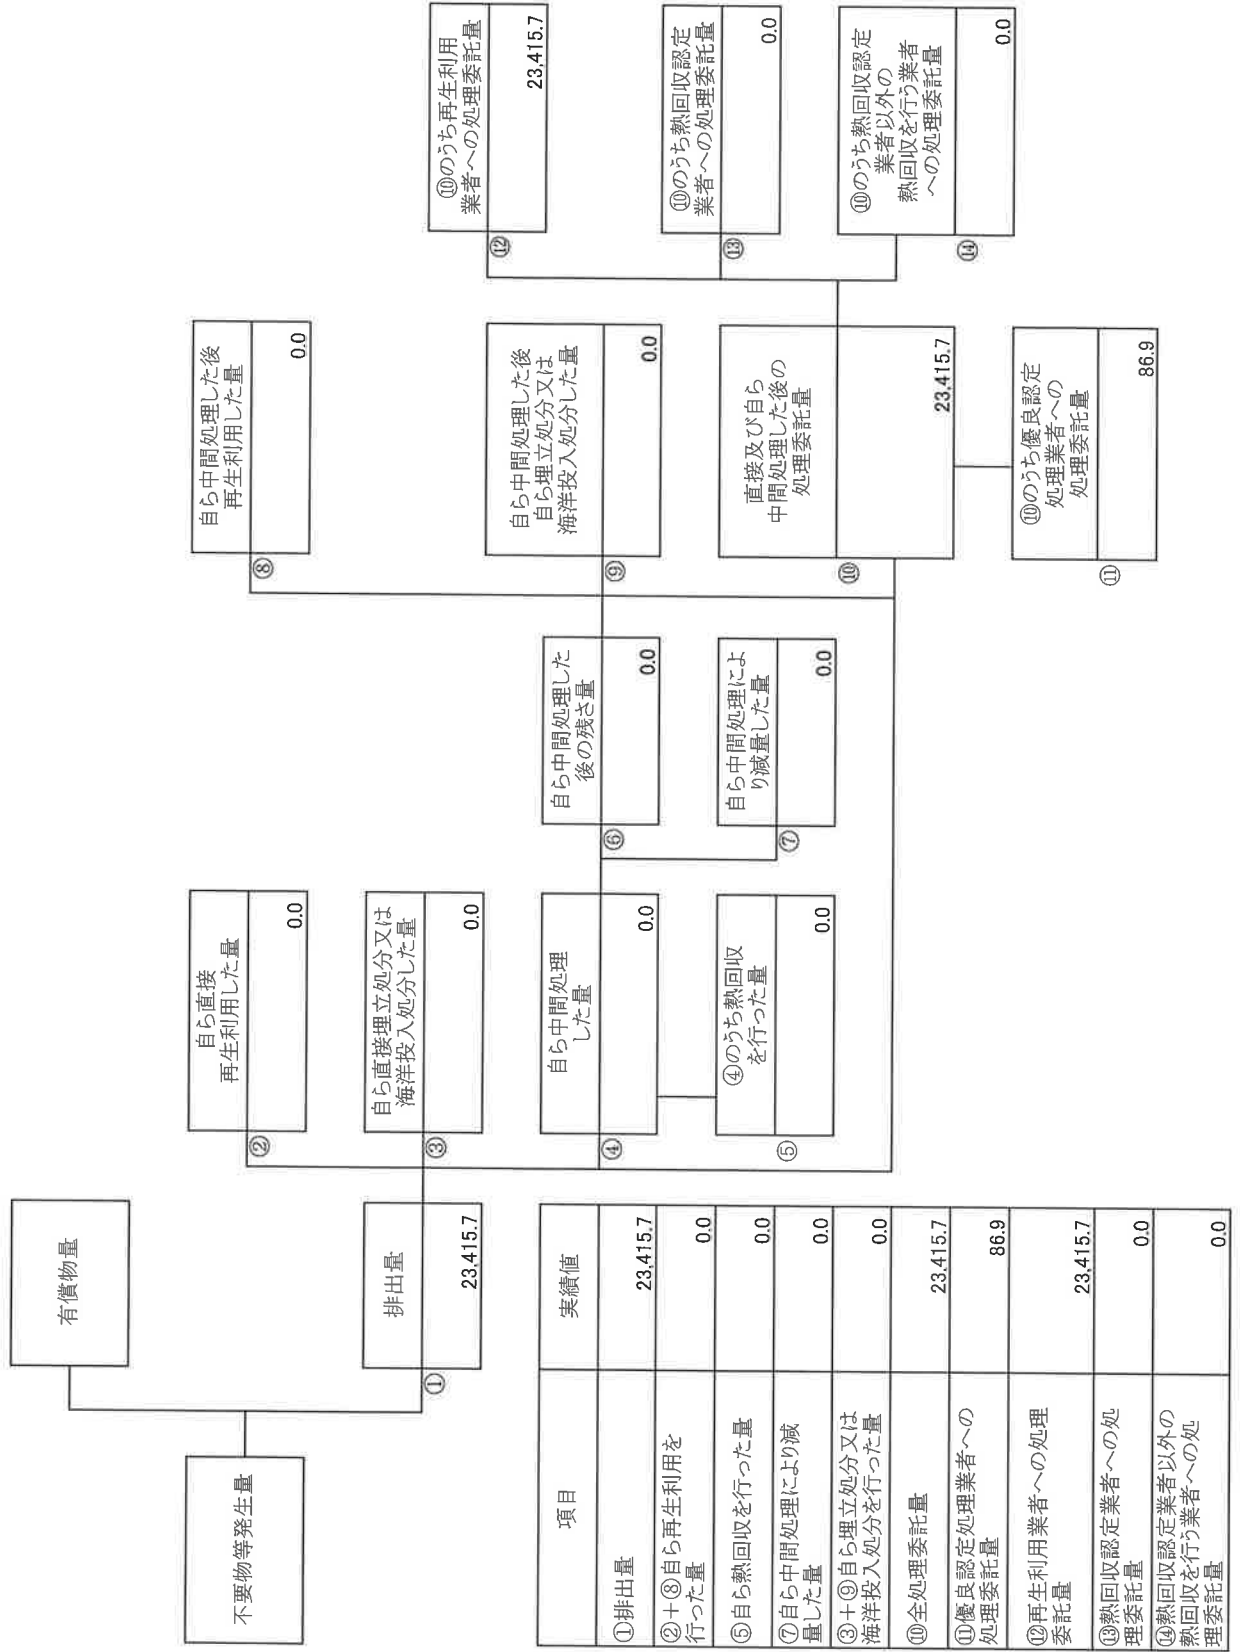 不要物等発生量
有償物量
①
排出量
23,415.7
②
自ら直接
再生利用した量
0.0
③
自ら直接埋立処分又は
海洋投入処分した量
0.0
④
自ら中間処理
した量
0.0
⑤
④のうち熱回収
を行った量
0.0
⑥
自ら中間処理した
後の残さ量
0.0
⑦
自ら中間処理によ
り減量した量
0.0
⑧
自ら中間処理した後
再生利用した量
0.0
⑨
自ら中間処理した後
自ら埋立処分又は
海洋投入処分した量
0.0
⑩
直接及び自ら
中間処理した後の
処理委託量
23,415.7
⑪
⑩のうち優良認定
処理業者への
処理委託量
86.9
⑫
⑩のうち再生利用
業者への処理委託量
23,415.7
⑬
⑩のうち熱回収認定
業者への処理委託量
0.0
⑭
⑩のうち熱回収認定
業者以外の
熱回収を行う業者
への処理委託量
0.0
項目 実績値
①排出量 23,415.7
②+⑧自ら再生利用を
行った量 0.0
⑤自ら熱回収を行った量 0.0
⑦自ら中間処理により減
量した量 0.0
③+⑨自ら埋立処分又は
海洋投入処分を行った量 0.0
⑩全処理委託量 23,415.7
⑪優良認定処理業者への
処理委託量 86.9
⑫再生利用業者への処理
委託量 23,415.7
⑬熱回収認定業者への処
理委託量 0.0
⑭熱回収認定業者以外の
熱回収を行う業者への処
理委託量 0.0